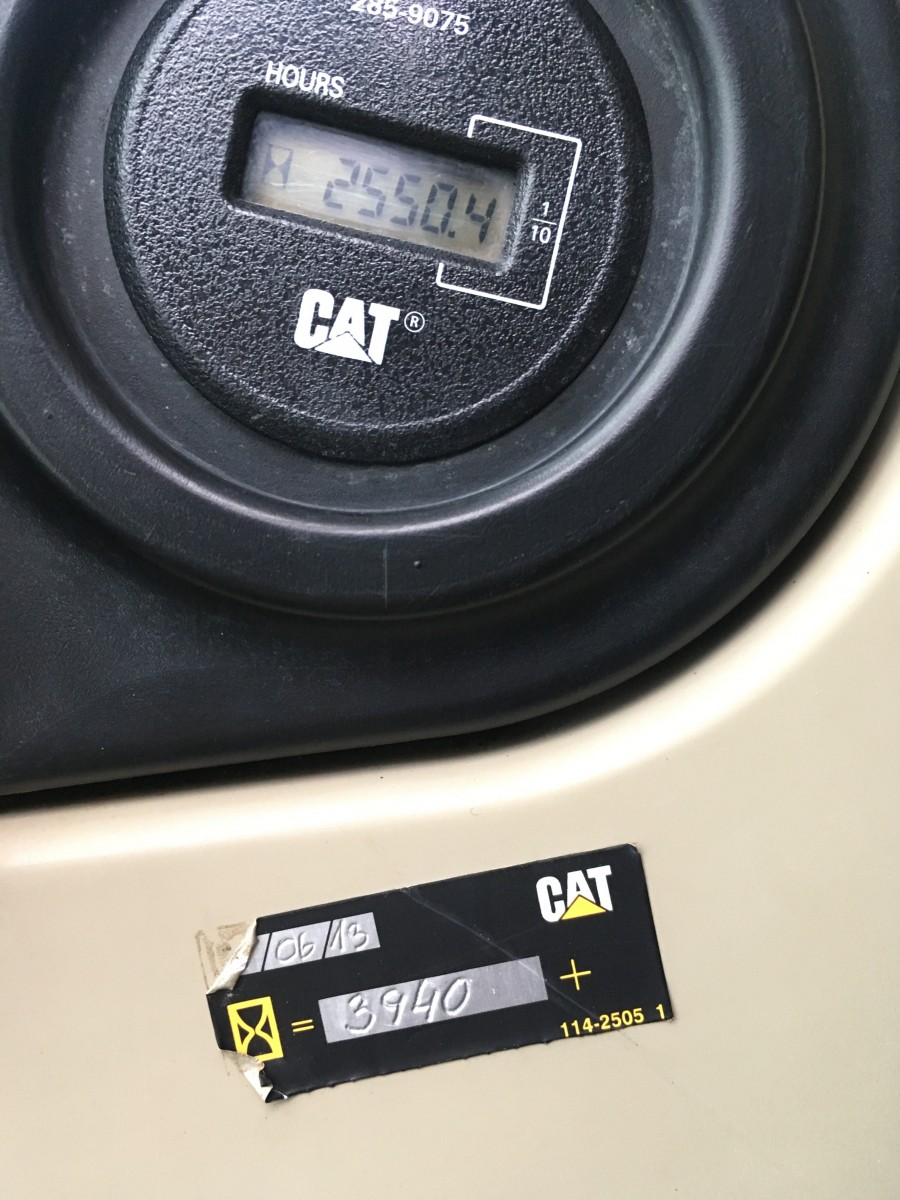 285-9075
HOURS
2550.4
1
10
CAT®
CAT
/06/13
= 3940 +
114-2505 1